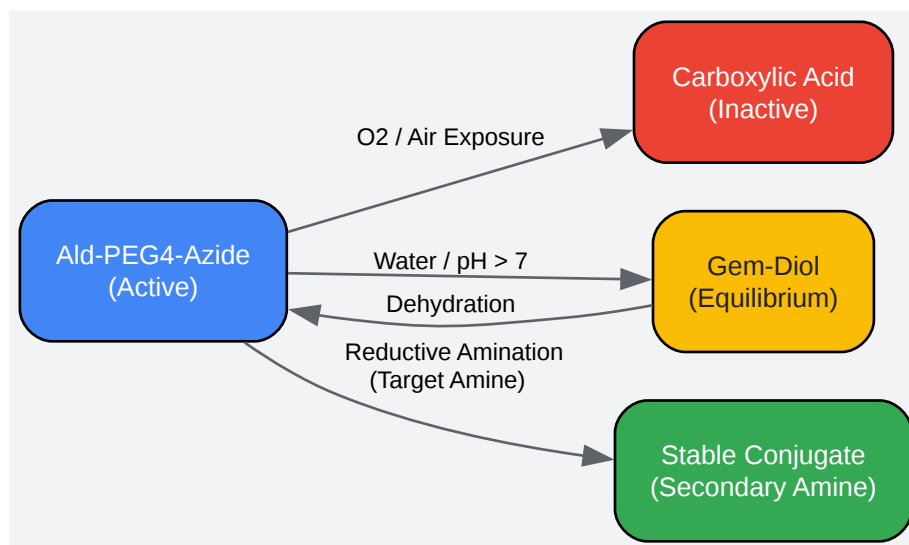 Carboxylic Acid
(Inactive)
O2 / Air Exposure
Ald-PEG4-Azide
(Active)
Water / pH > 7
Gem-Diol
(Equilibrium)
Dehydration
Reductive Amination
(Target Amine)
Stable Conjugate
(Secondary Amine)